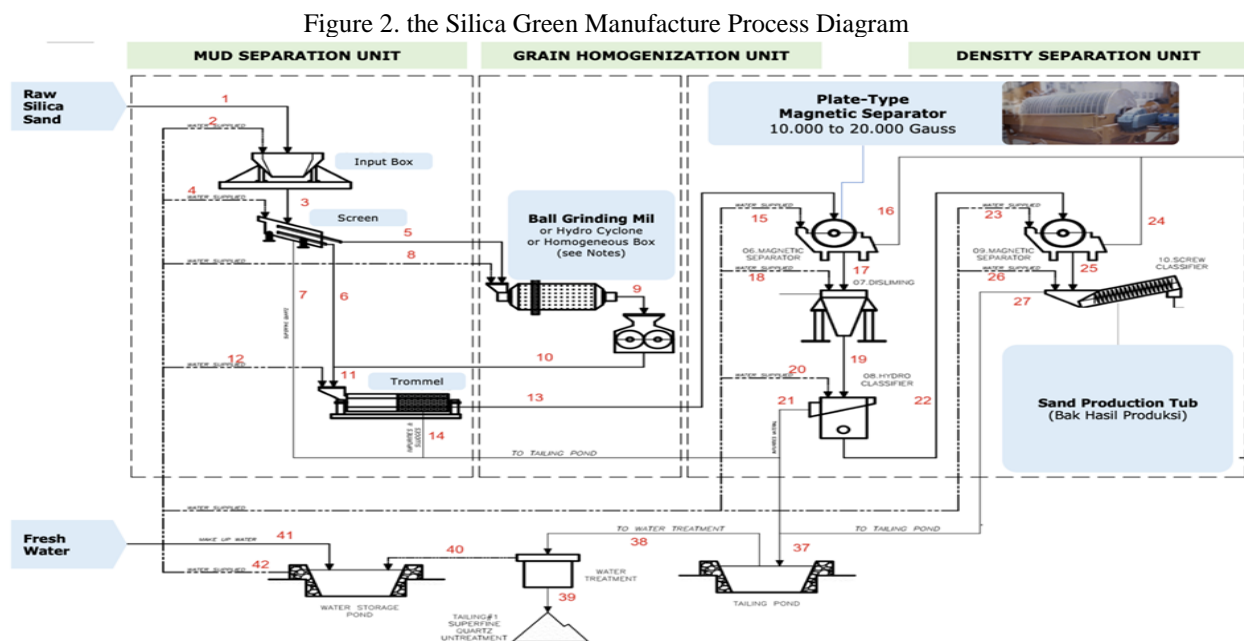 Figure 2. the Silica Green Manufacture Process Diagram
MUD SEPARATION UNIT
GRAIN HOMOGENIZATION UNIT
DENSITY SEPARATION UNIT
Raw
Silica
Sand
1
WATER SUPPLIED
2
Input Box
4
WATER SUPPLIED
3
Screen
5
8
WATER SUPPLIED
7
6
Ball Grinding Mil
or Hydro Cyclone
or Homogeneous Box
(see Notes)
9
10
12
WATER SUPPLIED
11
Trommel
13
14
TO TAILING POND
Plate-Type
Magnetic Separator
10.000 to 20.000 Gauss
WATER SUPPLIED
15
16
06.MAGNETIC
SEPARATOR
17
WATER SUPPLIED
18
07.DISLIMING
19
WATER SUPPLIED
20
08.HYDRO
CLASSIFIER
21
22
WATER SUPPLIED
23
24
09.MAGNETIC
SEPARATOR
25
WATER SUPPLIED
26
10.SCREW
CLASSIFIER
27
Sand Production Tub
(Bak Hasil Produksi)
WATER SUPPLIED
WATER SUPPLIED
Fresh
Water
41
MAKE UP WATER
42
WATER SUPPLIED
WATER STORAGE
POND
40
TO WATER TREATMENT
38
WATER
TREATMENT
39
TAILING#1
SUPERFINE
QUARTZ
UNTREATMENT
TO TAILING POND
37
TAILING POND